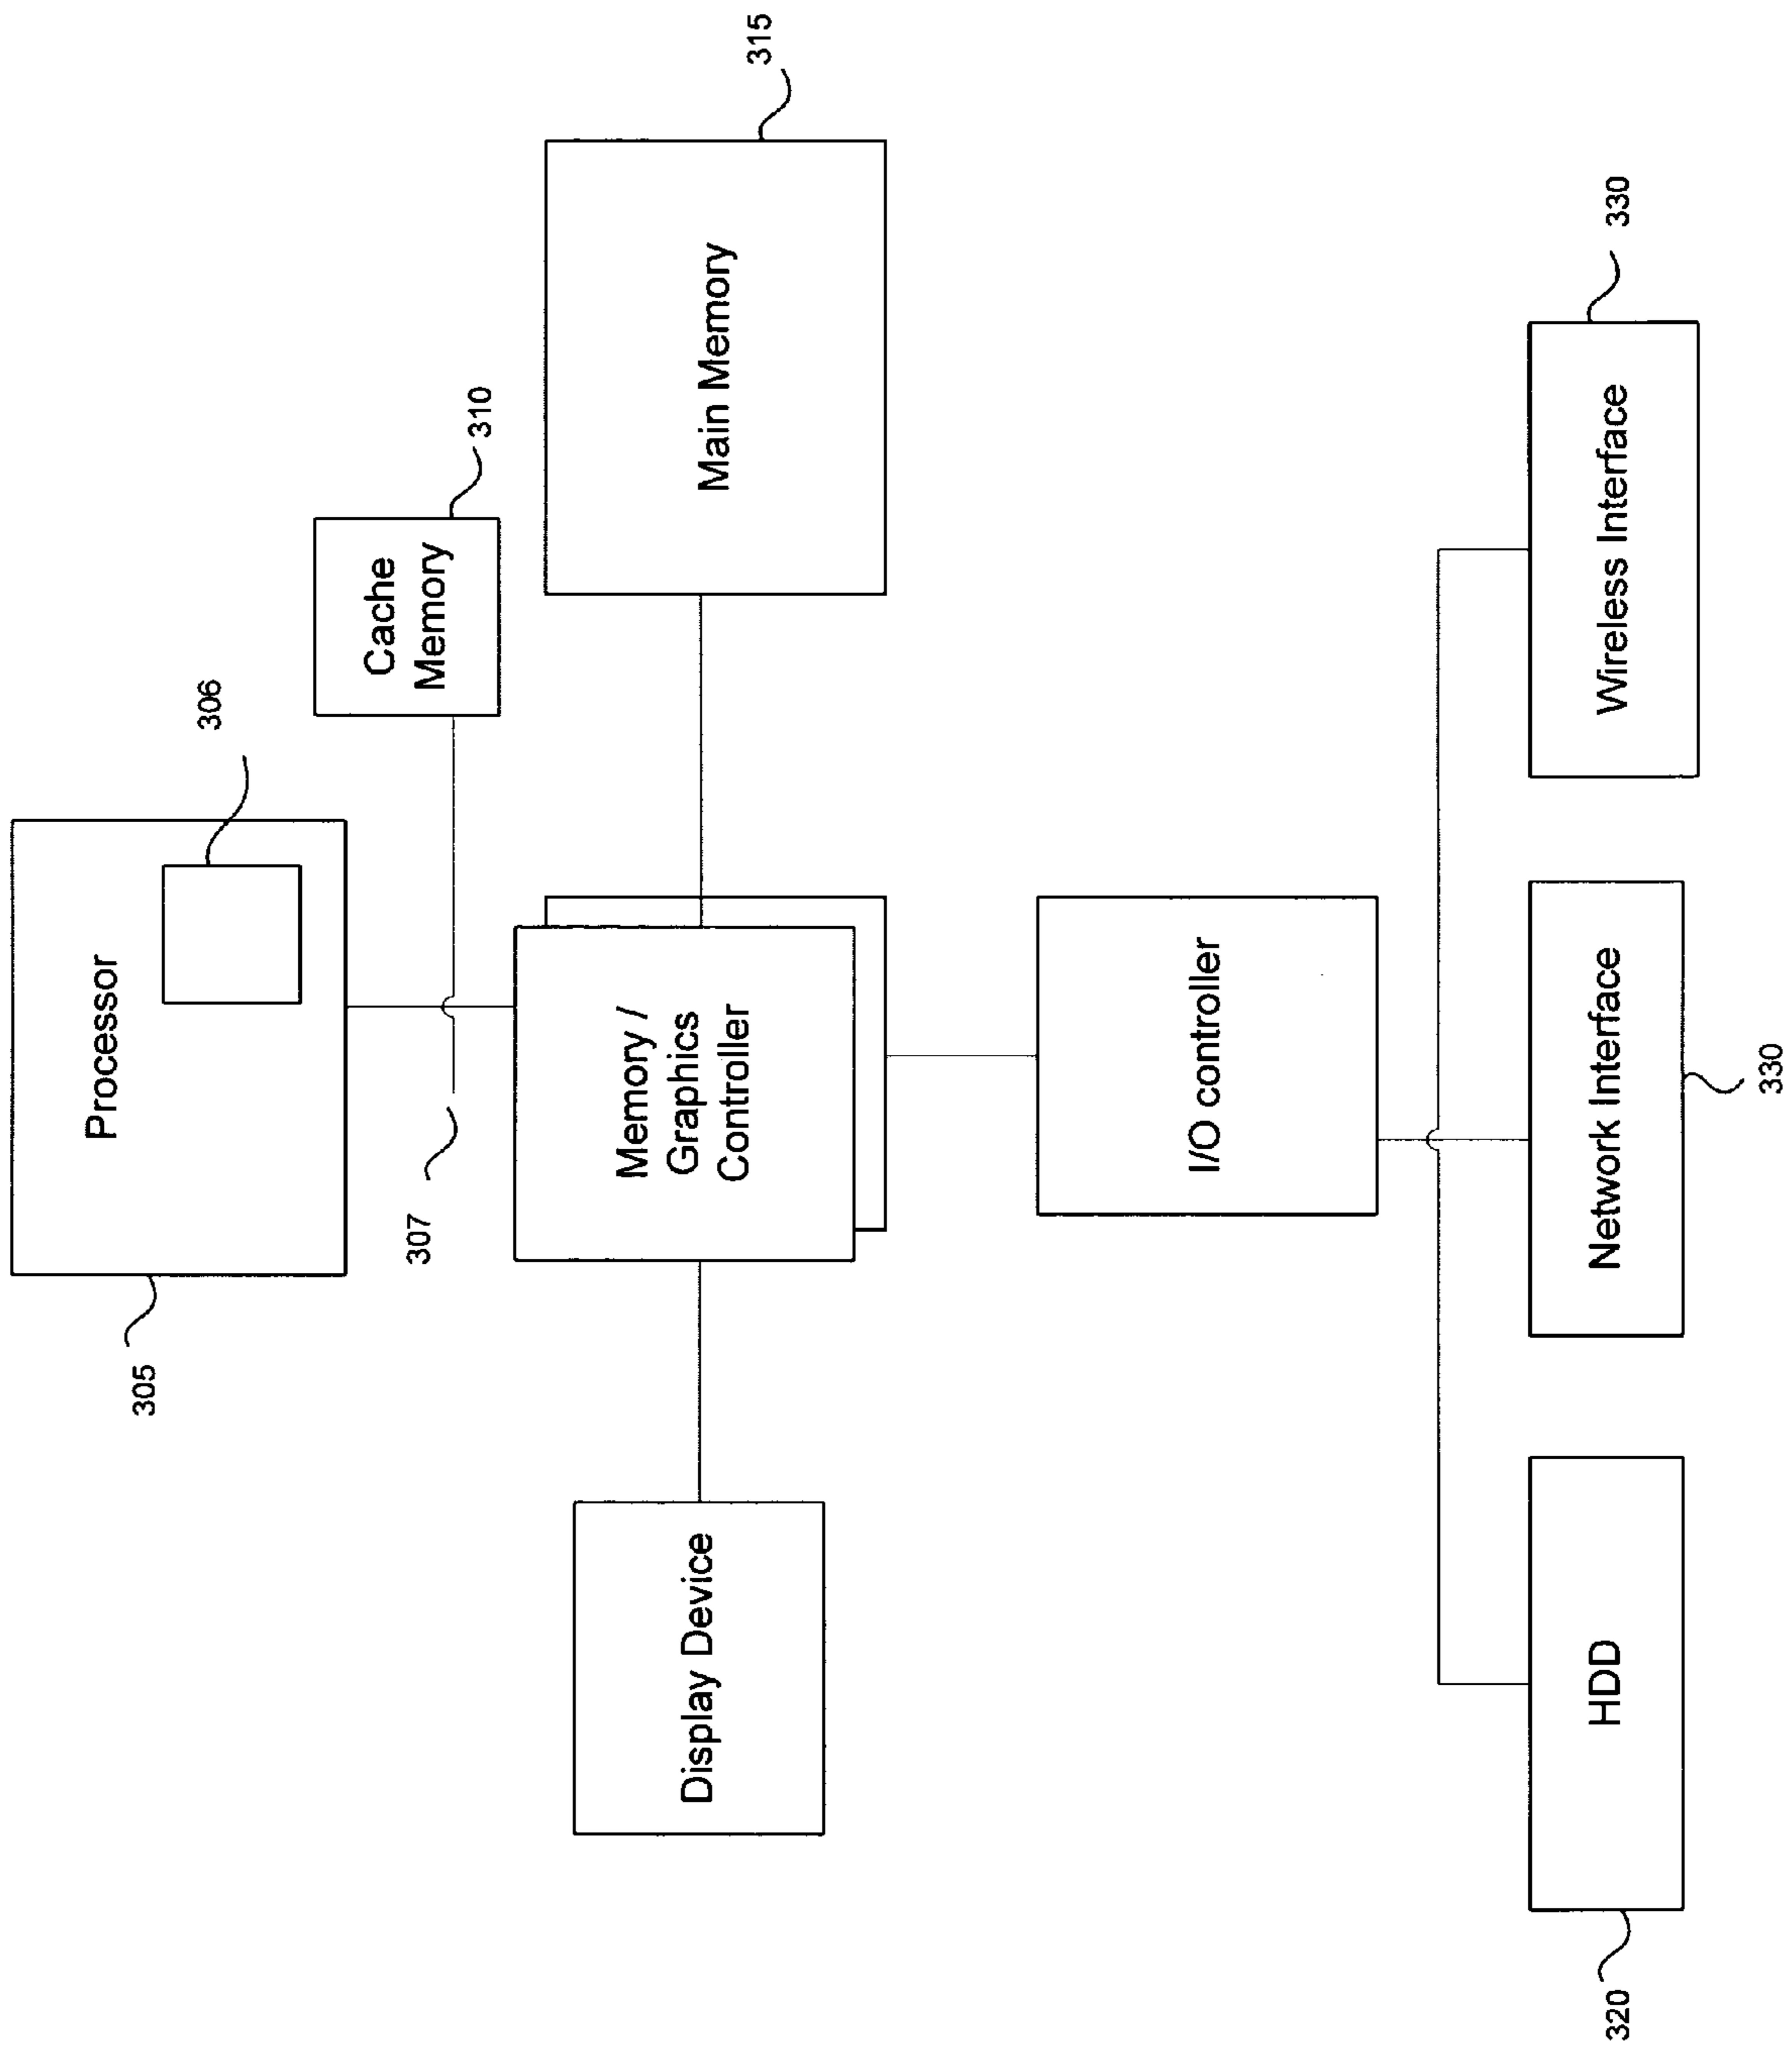 Processor
305
306
Cache
Memory
307
310
315
Display Device
Memory /
Graphics
Controller
Main Memory
I/O controller
HDD
Network Interface
Wireless Interface
330
320
330